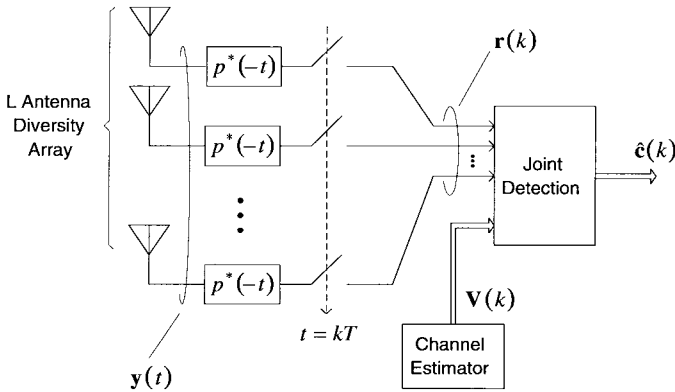 r(k)
p*(-t)
L Antenna
Diversity
Array
p*(-t)
ĉ(k)
Joint
Detection
p*(-t)
V(k)
t = kT
Channel
Estimator
y(t)